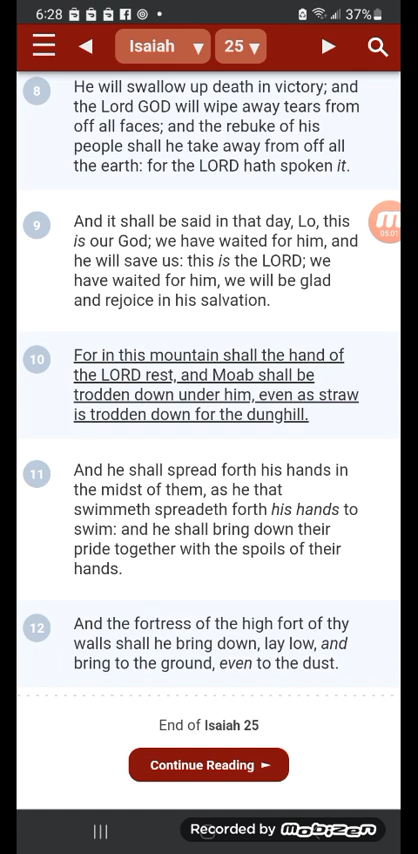 6:28 37%
Isaiah 25
8
He will swallow up death in victory; and
the Lord GOD will wipe away tears from
off all faces; and the rebuke of his
people shall he take away from off all
the earth: for the LORD hath spoken it.
9
And it shall be said in that day, Lo, this
is our God; we have waited for him, and
he will save us: this is the LORD; we
have waited for him, we will be glad
and rejoice in his salvation.
05:01
10
For in this mountain shall the hand of
the LORD rest, and Moab shall be
trodden down under him, even as straw
is trodden down for the dunghill.
11
And he shall spread forth his hands in
the midst of them, as he that
swimmeth spreadeth forth his hands to
swim: and he shall bring down their
pride together with the spoils of their
hands.
12
And the fortress of the high fort of thy
walls shall he bring down, lay low, and
bring to the ground, even to the dust.
End of Isaiah 25
Continue Reading ►
Recorded by mobizen